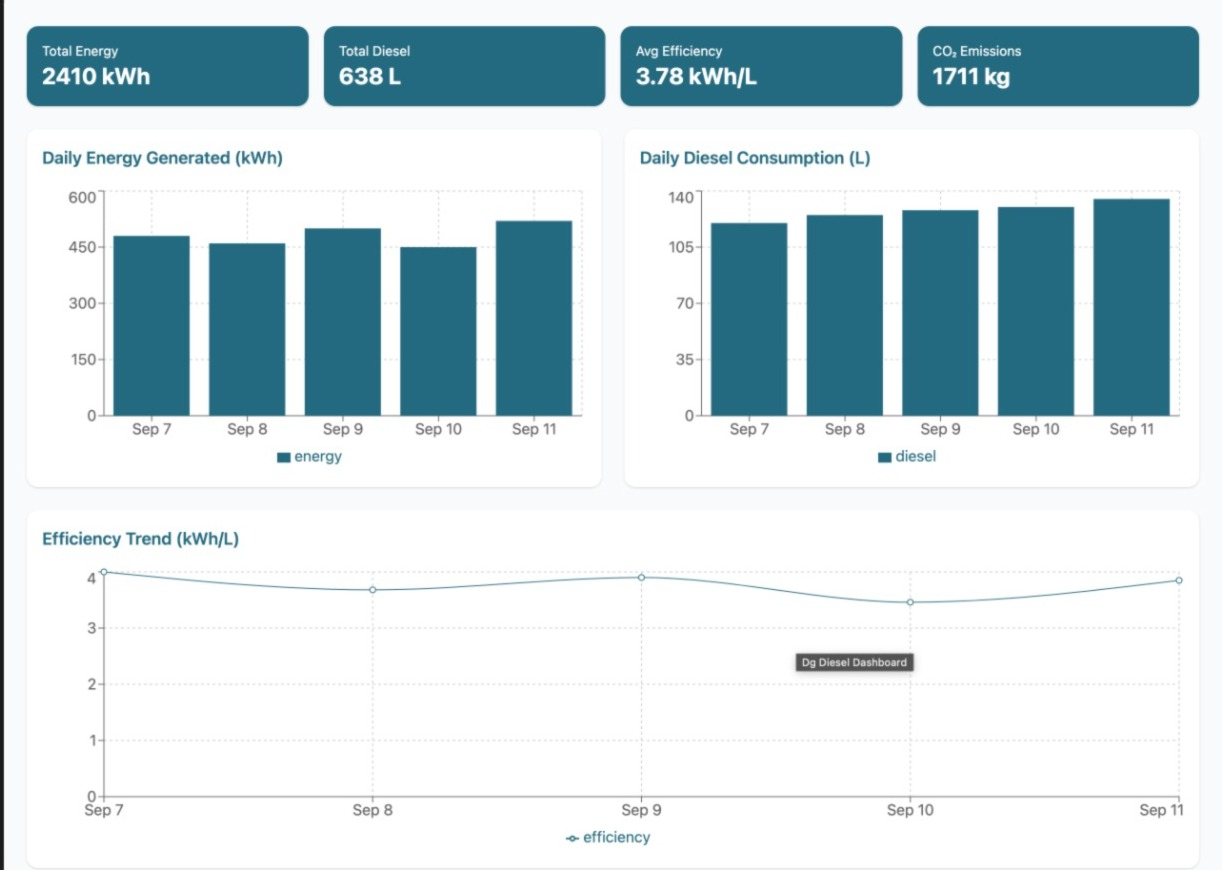 Total Energy
2410 kWh
Total Diesel
638 L
Avg Efficiency
3.78 kWh/L
CO₂ Emissions
1711 kg
Daily Energy Generated (kWh)
600
450
300
150
0
Sep 7 Sep 8 Sep 9 Sep 10 Sep 11
energy
Daily Diesel Consumption (L)
140
105
70
35
0
Sep 7 Sep 8 Sep 9 Sep 10 Sep 11
diesel
Efficiency Trend (kWh/L)
4
3
Dg Diesel Dashboard
2
1
0
Sep 7 Sep 8 Sep 9 Sep 10 Sep 11
efficiency